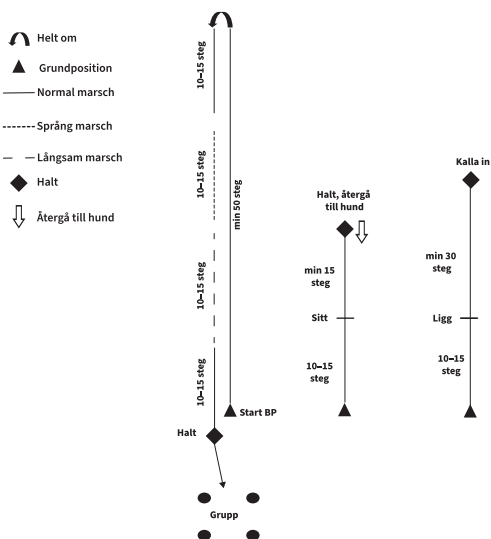 Helt om
Grundposition
Normal marsch
Språng marsch
Långsam marsch
Halt
Återgå till hund
10–15 steg
10–15 steg
10–15 steg
10–15 steg
min 50 steg
Start BP
Halt
Grupp
Halt, återgå
till hund
min 15
steg
Sitt
10–15
steg
Kalla in
min 30
steg
Ligg
10–15
steg